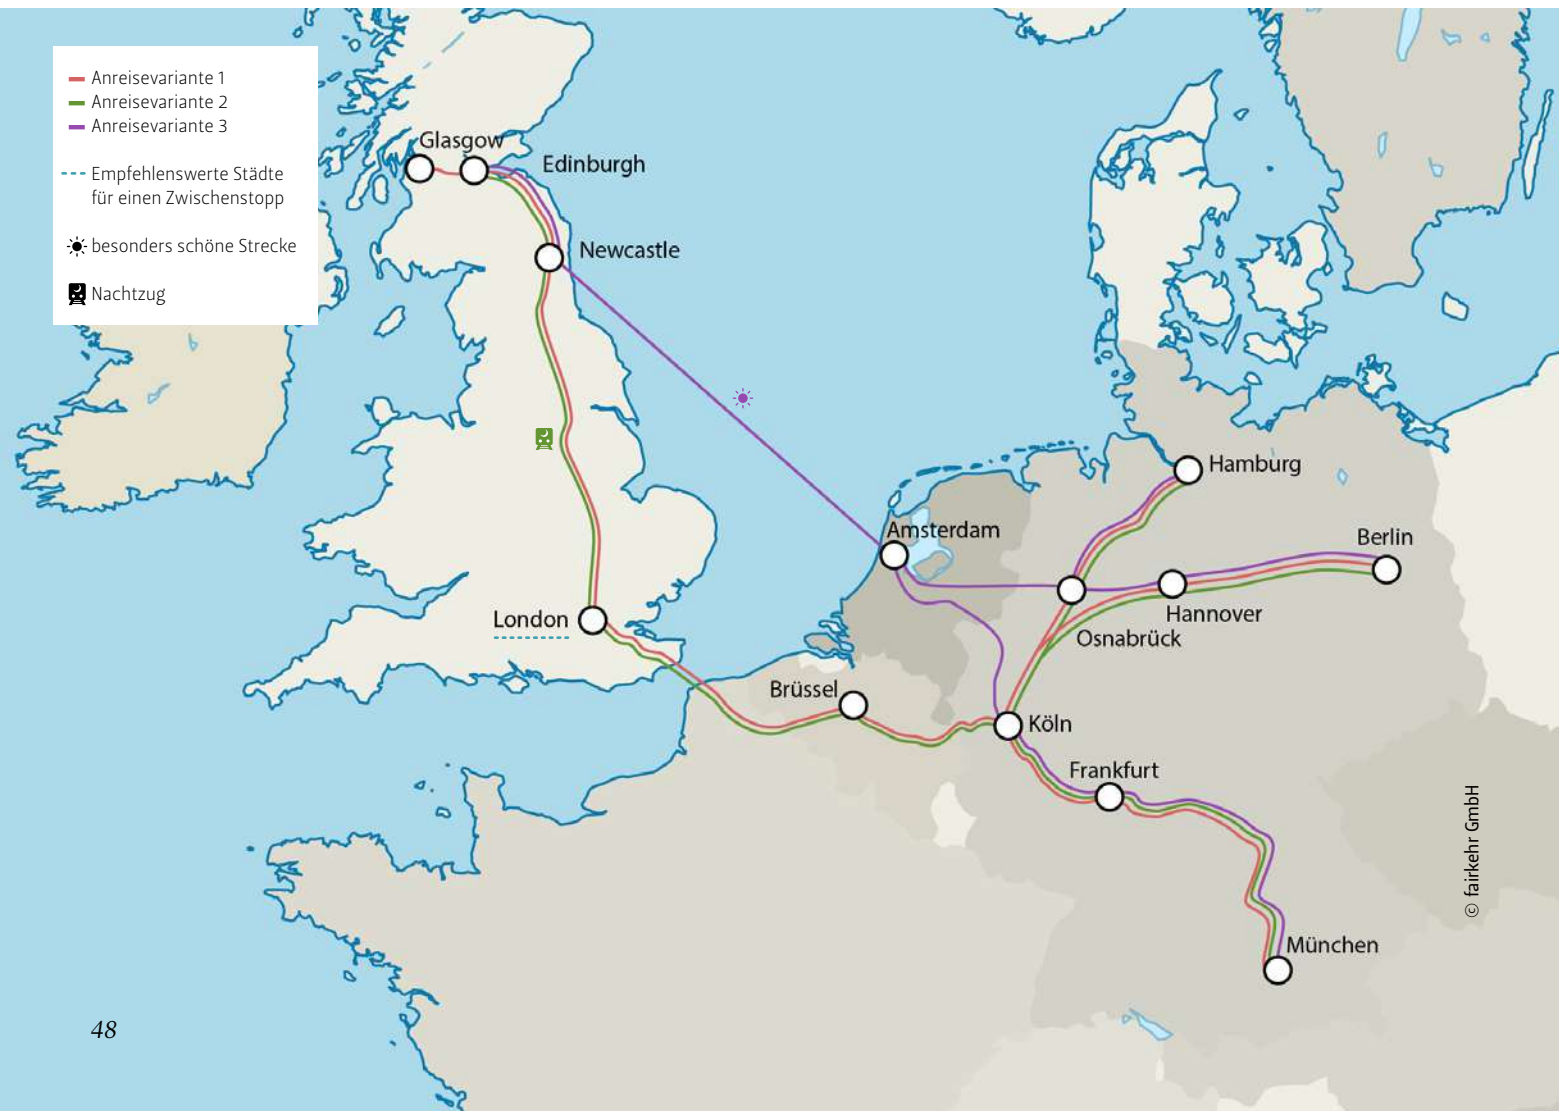 Anreisevariante 1
Anreisevariante 2
Anreisevariante 3
Empfehlenswerte Städte
für einen Zwischenstopp
besonders schöne Strecke
Nachtzug
Glasgow
Edinburgh
Newcastle
Hamburg
Amsterdam
Berlin
Hannover
London
Osnabrück
Brüssel
Köln
Frankfurt
München
© fairkehr GmbH
48